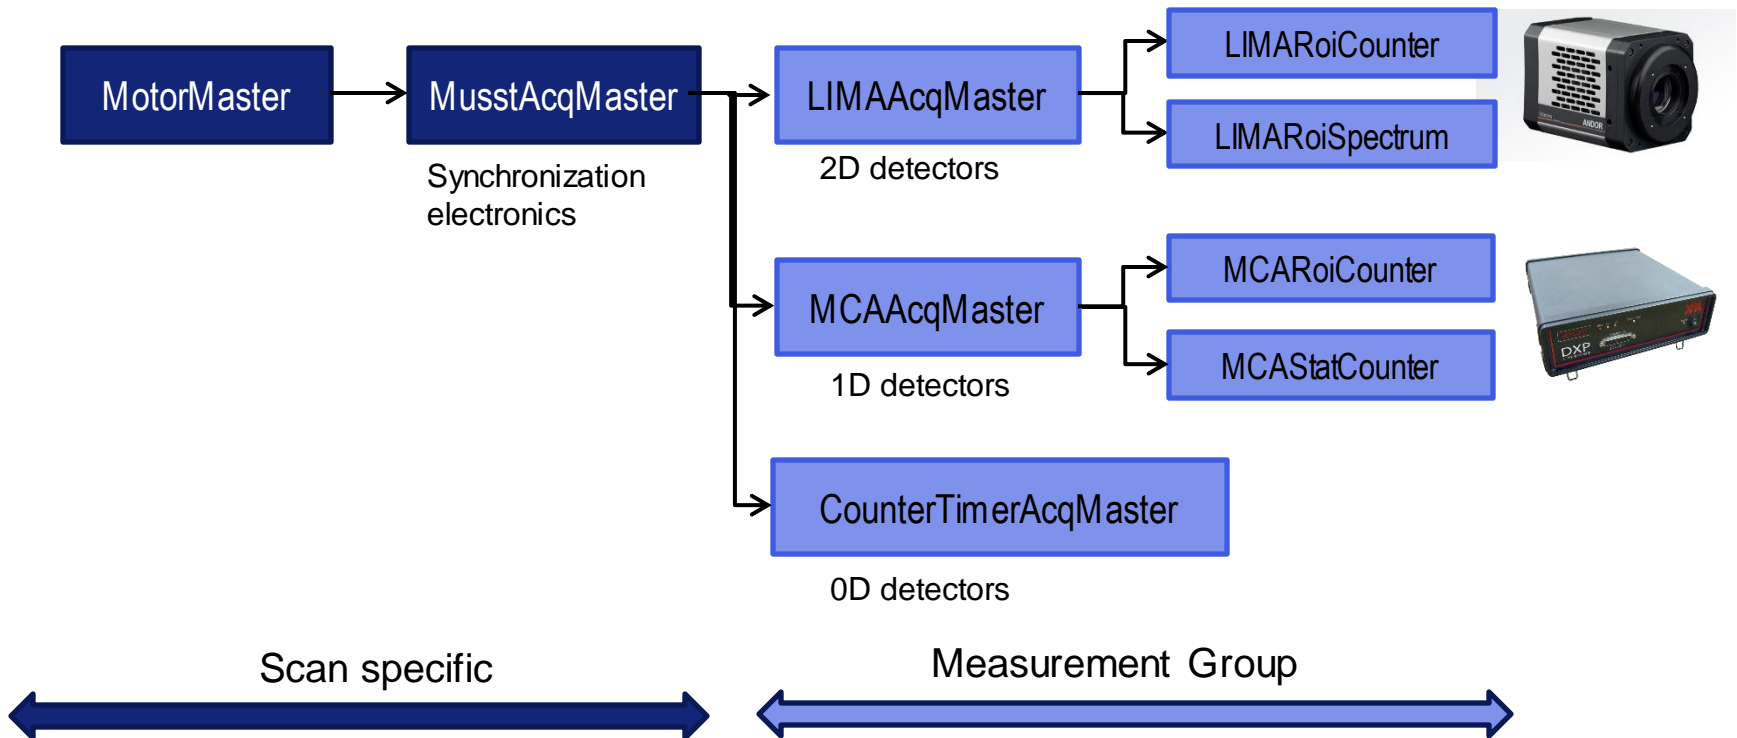 MotorMaster
MusstAcqMaster
Synchronization
electronics
LIMAAcqMaster
2D detectors
LIMARoiCounter
LIMARoiSpectrum
ANDOR
MCAAcqMaster
1D detectors
MCARoiCounter
MCAStatCounter
DXP
CounterTimerAcqMaster
0D detectors
Scan specific
Measurement Group